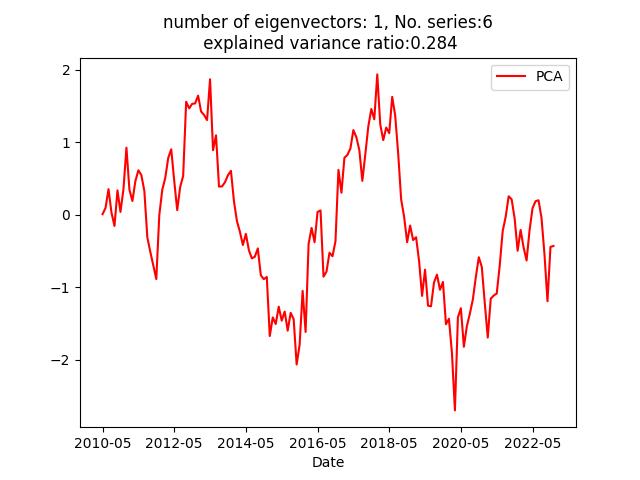 number of eigenvectors: 1, No. series:6
explained variance ratio:0.284
PCA
2
1
0
−1
−2
2010-05 2012-05 2014-05 2016-05 2018-05 2020-05 2022-05
Date